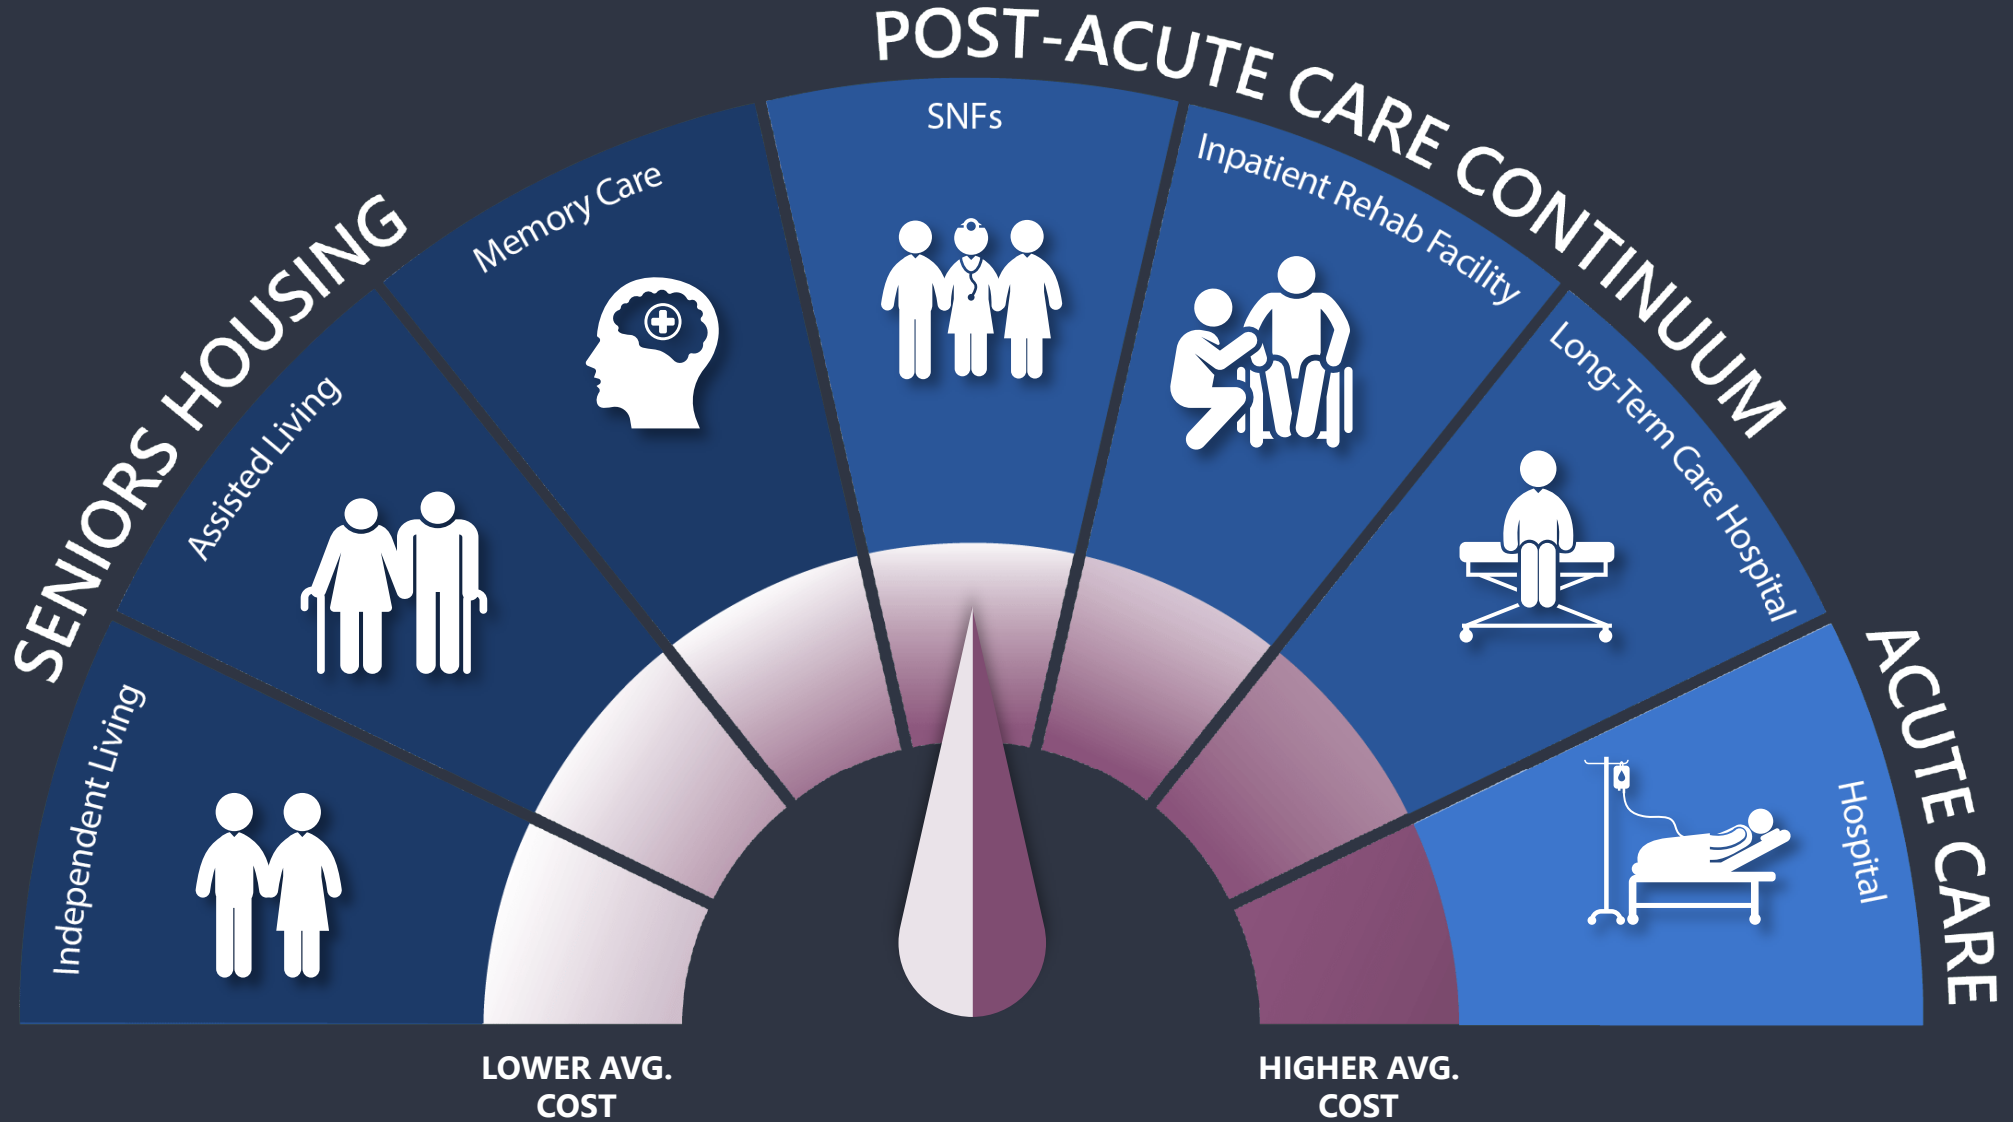 POST-ACUTE CARE CONTINUUM
SENIORS HOUSING
ACUTE CARE
Independent Living
Assisted Living
Memory Care
SNFs
Inpatient Rehab Facility
Long-Term Care Hospital
Hospital
LOWER AVG.
COST
HIGHER AVG.
COST